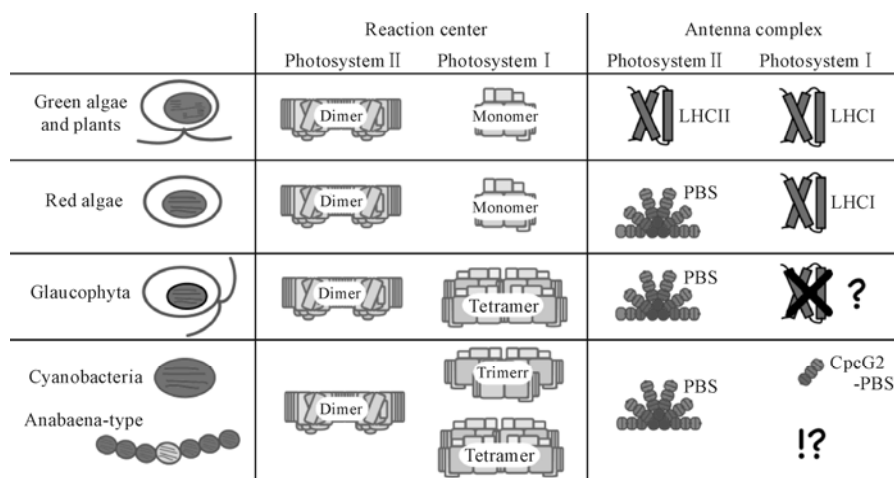 Reaction center
Antenna complex
Photosystem Ⅱ
Photosystem Ⅰ
Photosystem Ⅱ
Photosystem Ⅰ
Green algae
and plants
Dimer
Monomer
LHCII
LHCI
Red algae
Dimer
Monomer
PBS
LHCI
Glaucophyta
Dimer
Tetramer
PBS
?
Cyanobacteria
Anabaena-type
Dimer
Trimerr
Tetramer
PBS
CpcG2
-PBS
!?